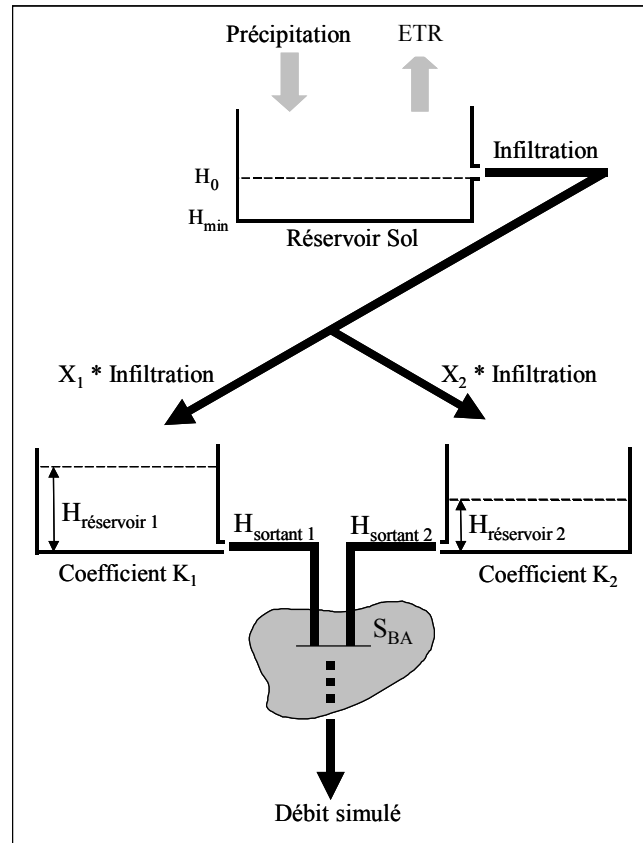 Précipitation
ETR
Infiltration
H0
Hmin
Réservoir Sol
X1 * Infiltration
X2 * Infiltration
Hréservoir 1
Hsortant 1
Hsortant 2
Hréservoir 2
Coefficient K1
Coefficient K2
SBA
Débit simulé